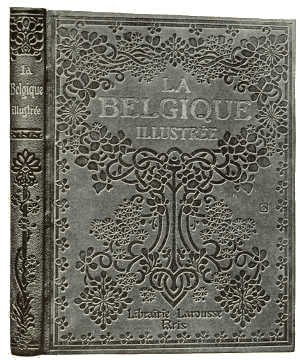 La
Belgique
illustrée
LA
BELGIQUE
ILLUSTRÉE
Librairie Larousse
Paris